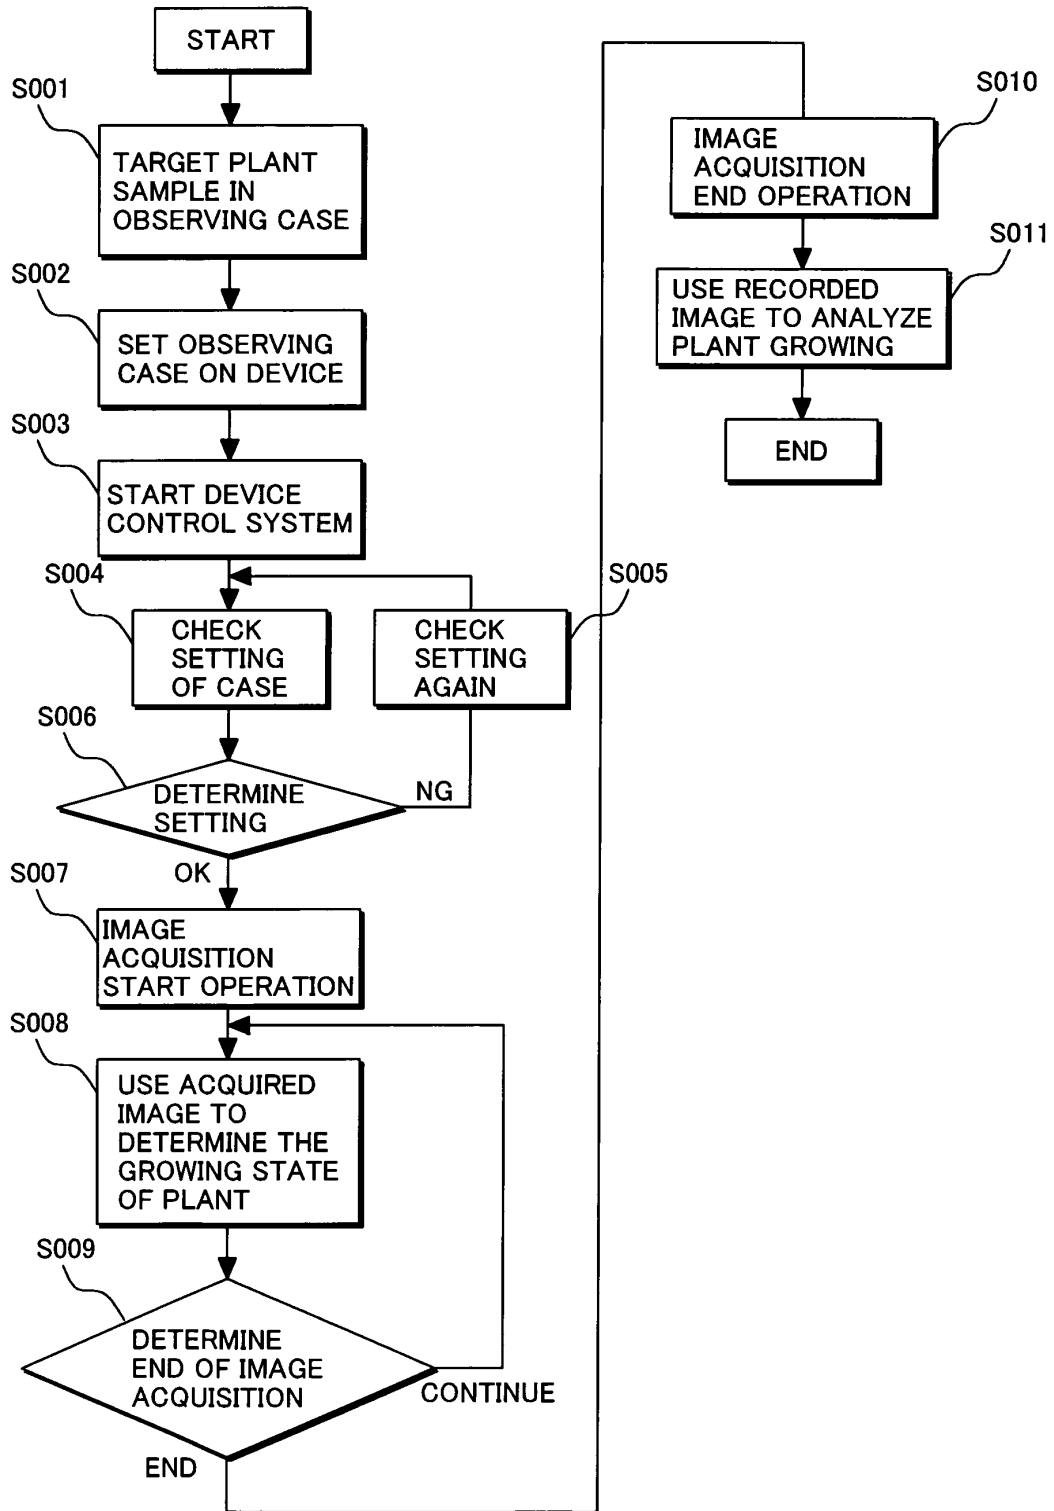 START
S001
TARGET PLANT
SAMPLE IN
OBSERVING CASE
S002
SET OBSERVING
CASE ON DEVICE
S003
START DEVICE
CONTROL SYSTEM
S004
CHECK
SETTING
OF CASE
S005
CHECK
SETTING
AGAIN
S006
DETERMINE
SETTING
NG
OK
S007
IMAGE
ACQUISITION
START OPERATION
S008
USE ACQUIRED
IMAGE TO
DETERMINE THE
GROWING STATE
OF PLANT
S009
DETERMINE
END OF IMAGE
ACQUISITION
CONTINUE
END
S010
IMAGE
ACQUISITION
END OPERATION
S011
USE RECORDED
IMAGE TO ANALYZE
PLANT GROWING
END